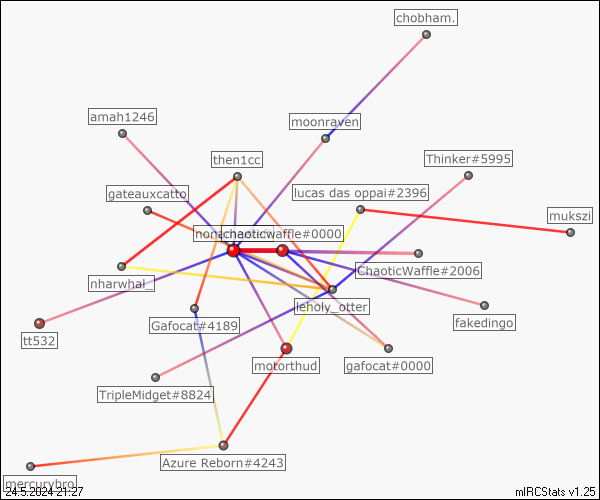 chobham.
amah1246
moonraven
then1cc
Thinker#5995
gateauxcatto
lucas das oppai#2396
mukszi
chaoticwaffle#0000
nharwhal_
ChaoticWaffle#2006
leholy_otter
fakedingo
Gafocat#4189
tt532
motorthud
gafocat#0000
TripleMidget#8824
Azure Reborn#4243
mercurybro
24.5.2024 21:27
mIRCStats v1.25